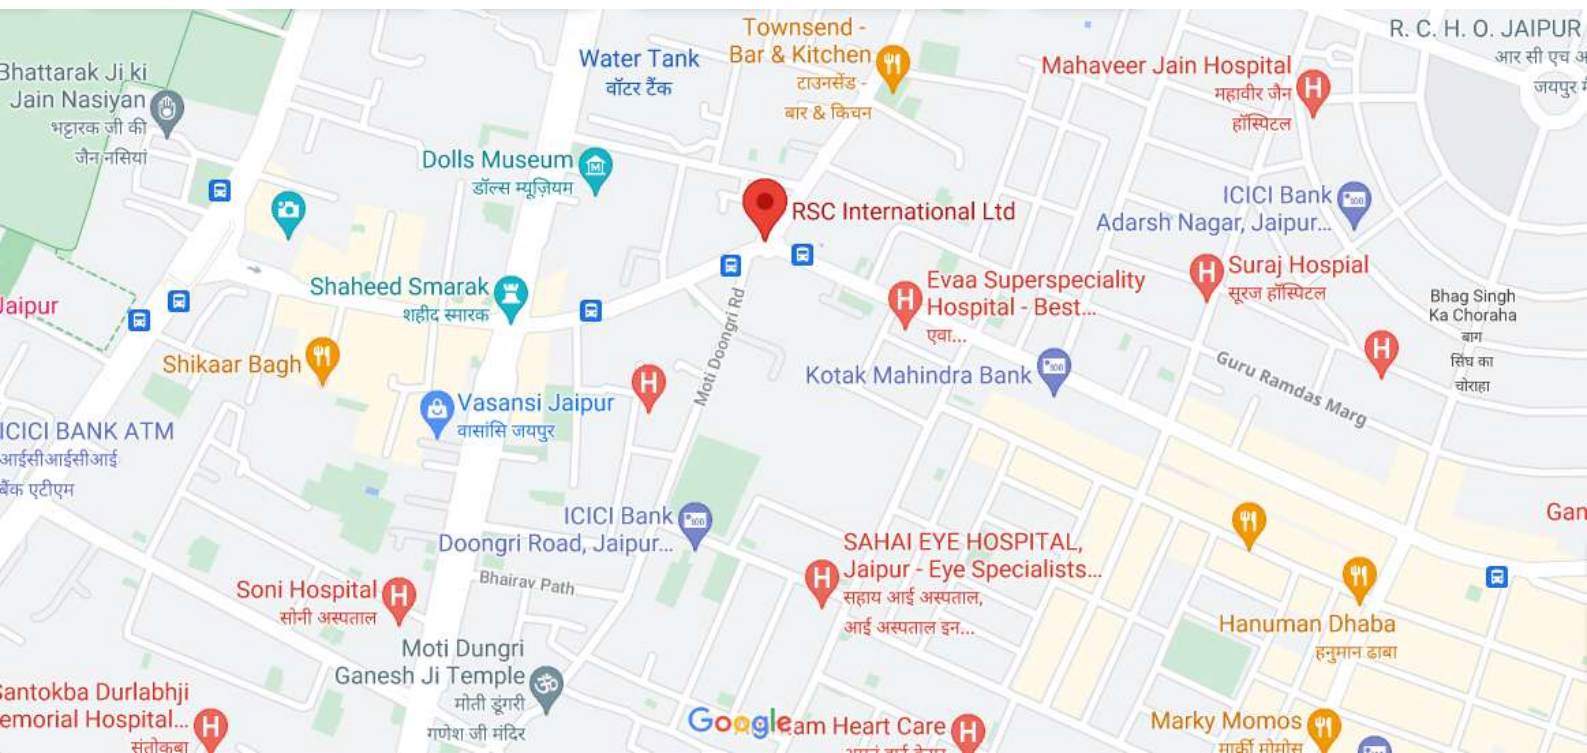 Townsend -
Bar & Kitchen
टाउनसेंड -
बार & किचन
R. C. H. O. JAIPUR
आर सी एच
जयपुर
Water Tank
वॉटर टैंक
Mahaveer Jain Hospital
महावीर जैन
हॉस्पिटल
Bhattarak Ji ki
Jain Nasiyan
भट्टारक जी की
जैन नसियां
Dolls Museum
डॉल्स म्यूज़ियम
RSC International Ltd
ICICI Bank
Adarsh Nagar, Jaipur...
Suraj Hospial
सूरज हॉस्पिटल
Evaa Superspeciality
Hospital - Best...
एवा...
Shaheed Smarak
शहीद स्मारक
Jaipur
Bhag Singh
Ka Choraha
बाग
सिंघ का
चोराहा
Moti Doongri Rd
Shikaar Bagh
Kotak Mahindra Bank
Guru Ramdas Marg
Vasansi Jaipur
वासांसि जयपुर
ICICI BANK ATM
आईसीआईसीआई
बैंक एटीएम
ICICI Bank
Doongri Road, Jaipur...
Gan
SAHAI EYE HOSPITAL,
Jaipur - Eye Specialists...
सहाय आई अस्पताल,
आई अस्पताल इन...
Bhairav Path
Soni Hospital
सोनी अस्पताल
Hanuman Dhaba
हनुमान ढाबा
Moti Dungri
Ganesh Ji Temple
मोती डूंगरी
गणेश जी मंदिर
Santokba Durlabhji
emorial Hospital...
संतोकबा
Google
am Heart Care
Marky Momos
मार्की मोमोस